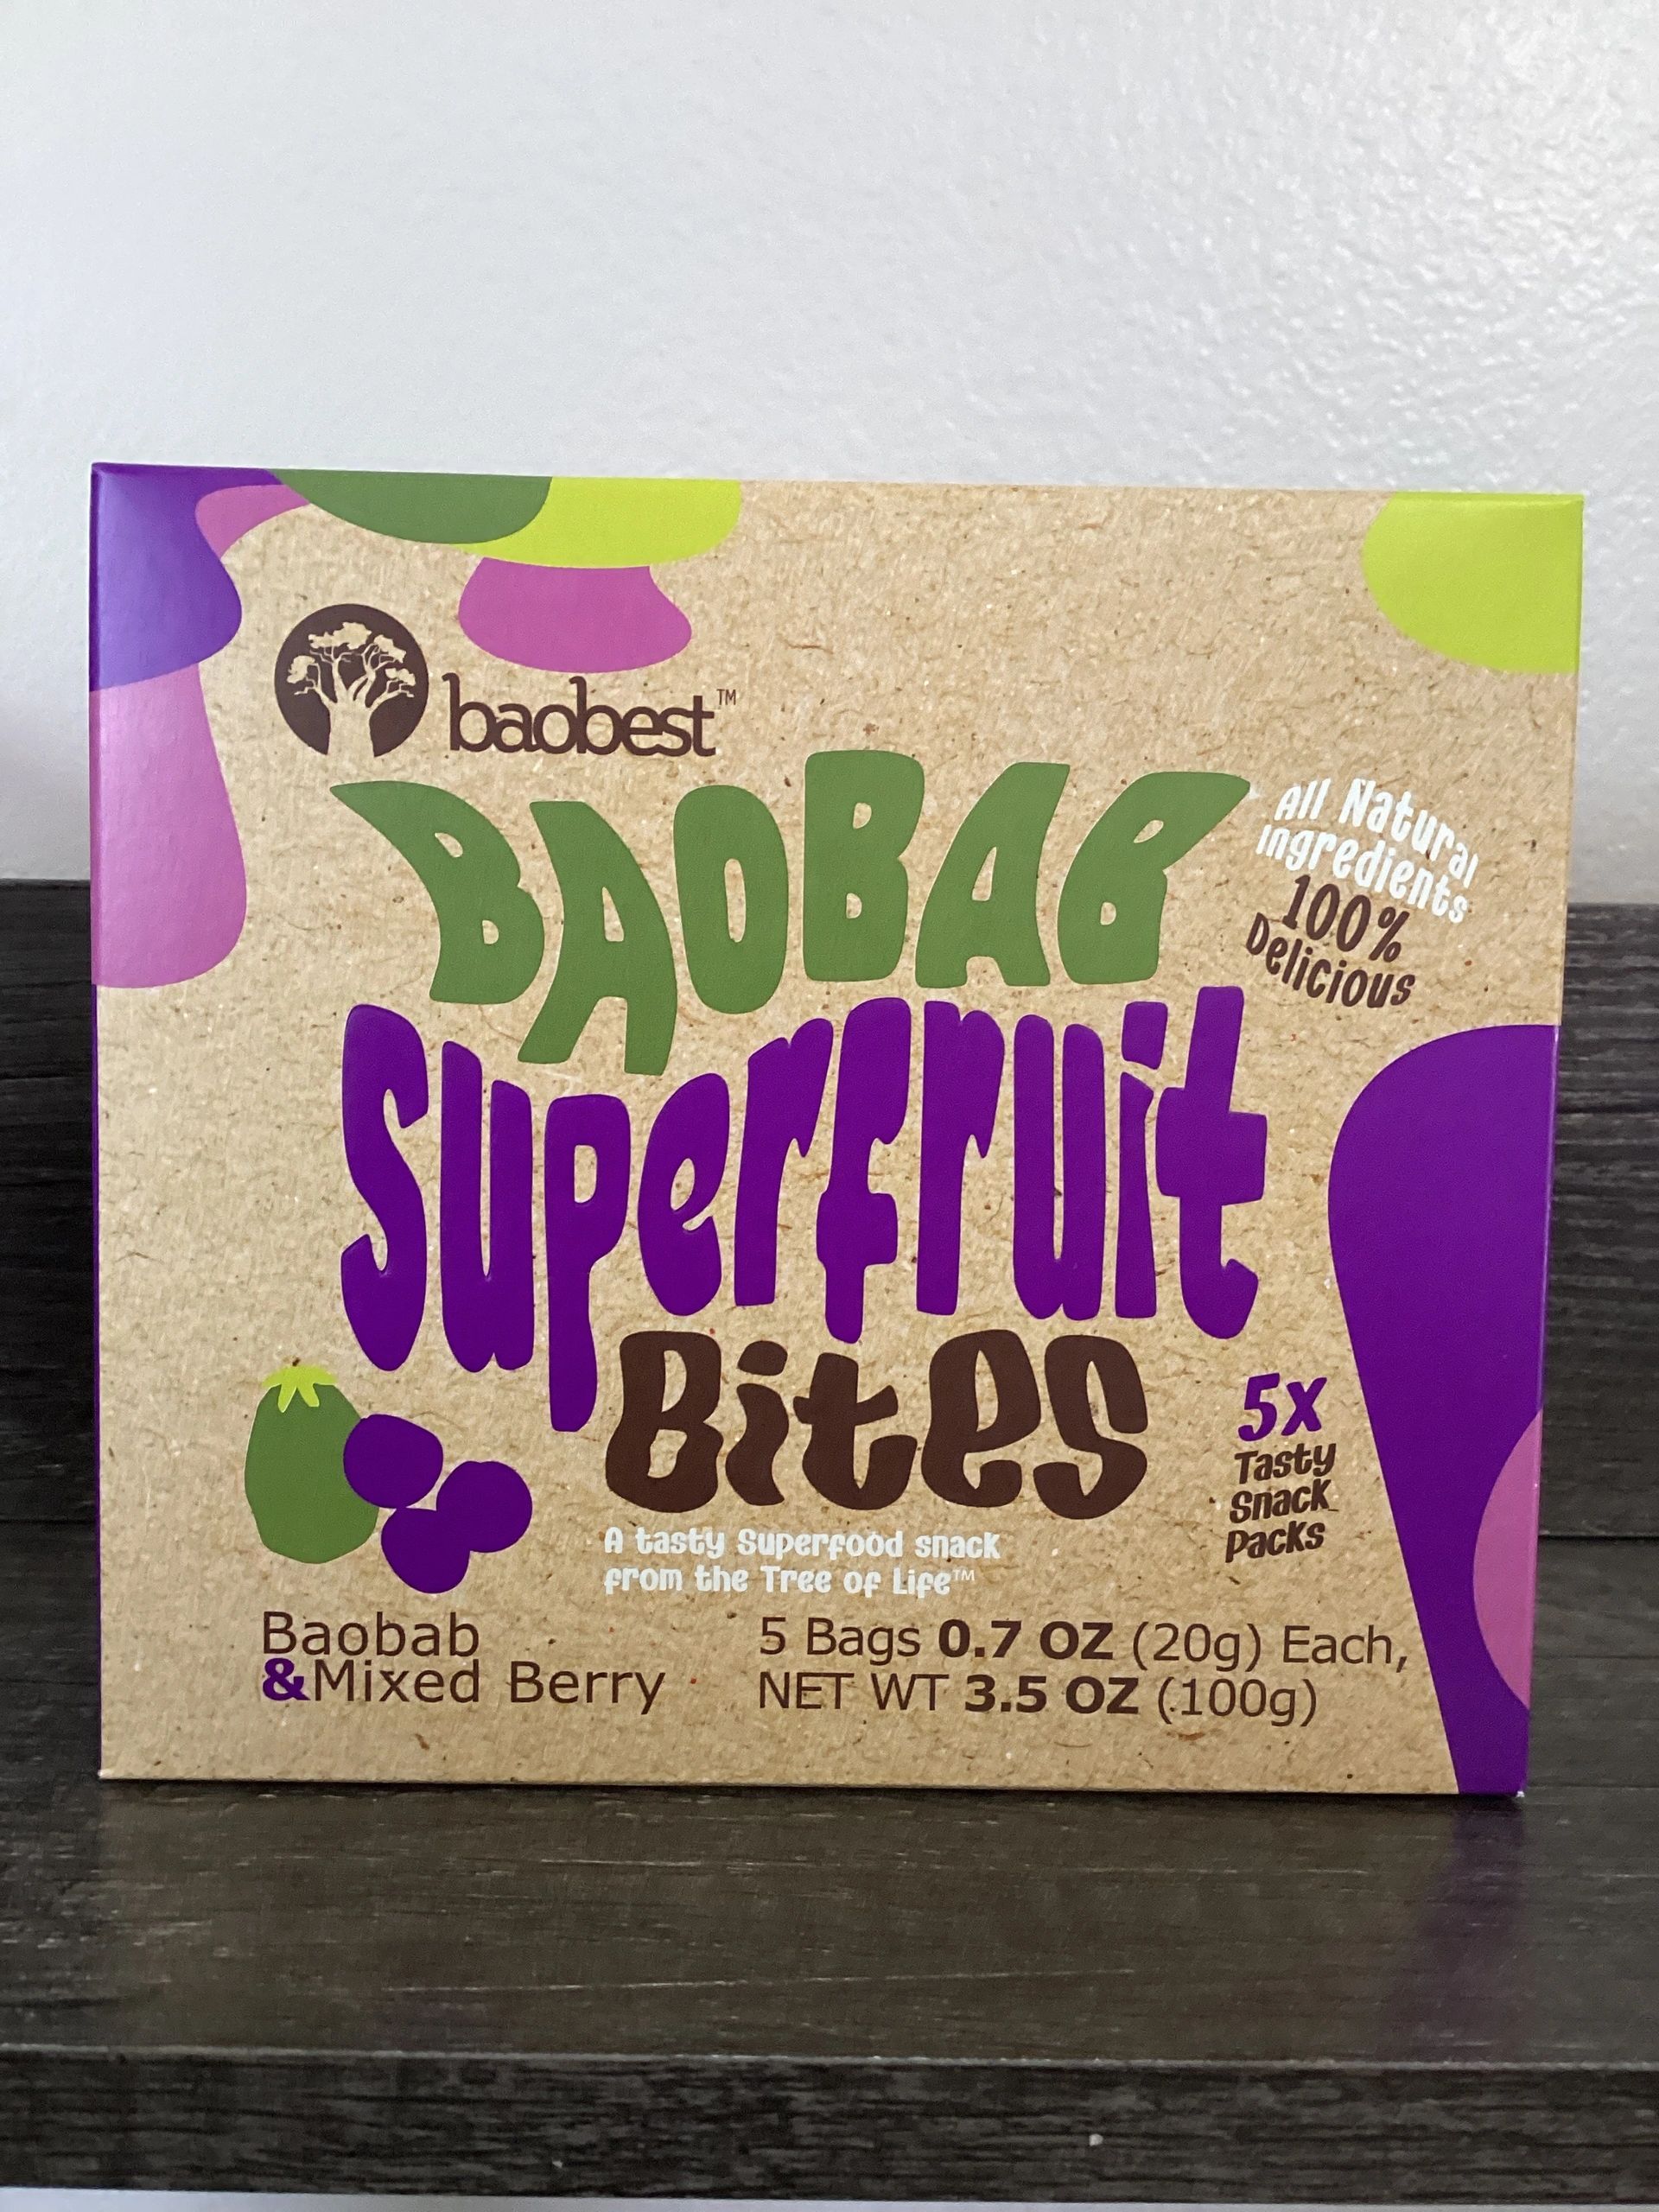 baobest™
BAOBAB
Superfruit
Bites
All Natural
Ingredients
100%
Delicious
5x
Tasty
Snack
Packs
A tasty Superfood snack
from the Tree of Life™
Baobab
&Mixed Berry
5 Bags 0.7 OZ (20g) Each,
NET WT 3.5 OZ (100g)